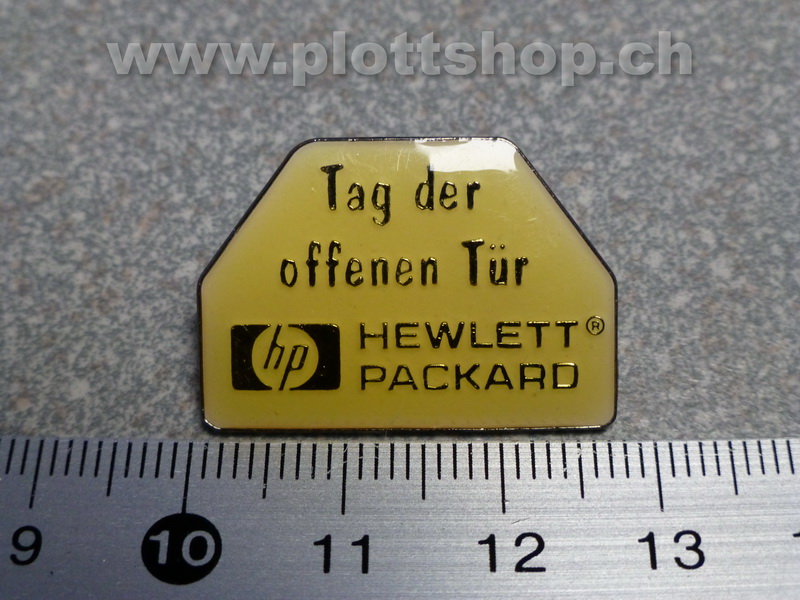 www.plottshop.ch
Tag der
offenen Tür
hp HEWLETT®
PACKARD
9 10 11 12 13